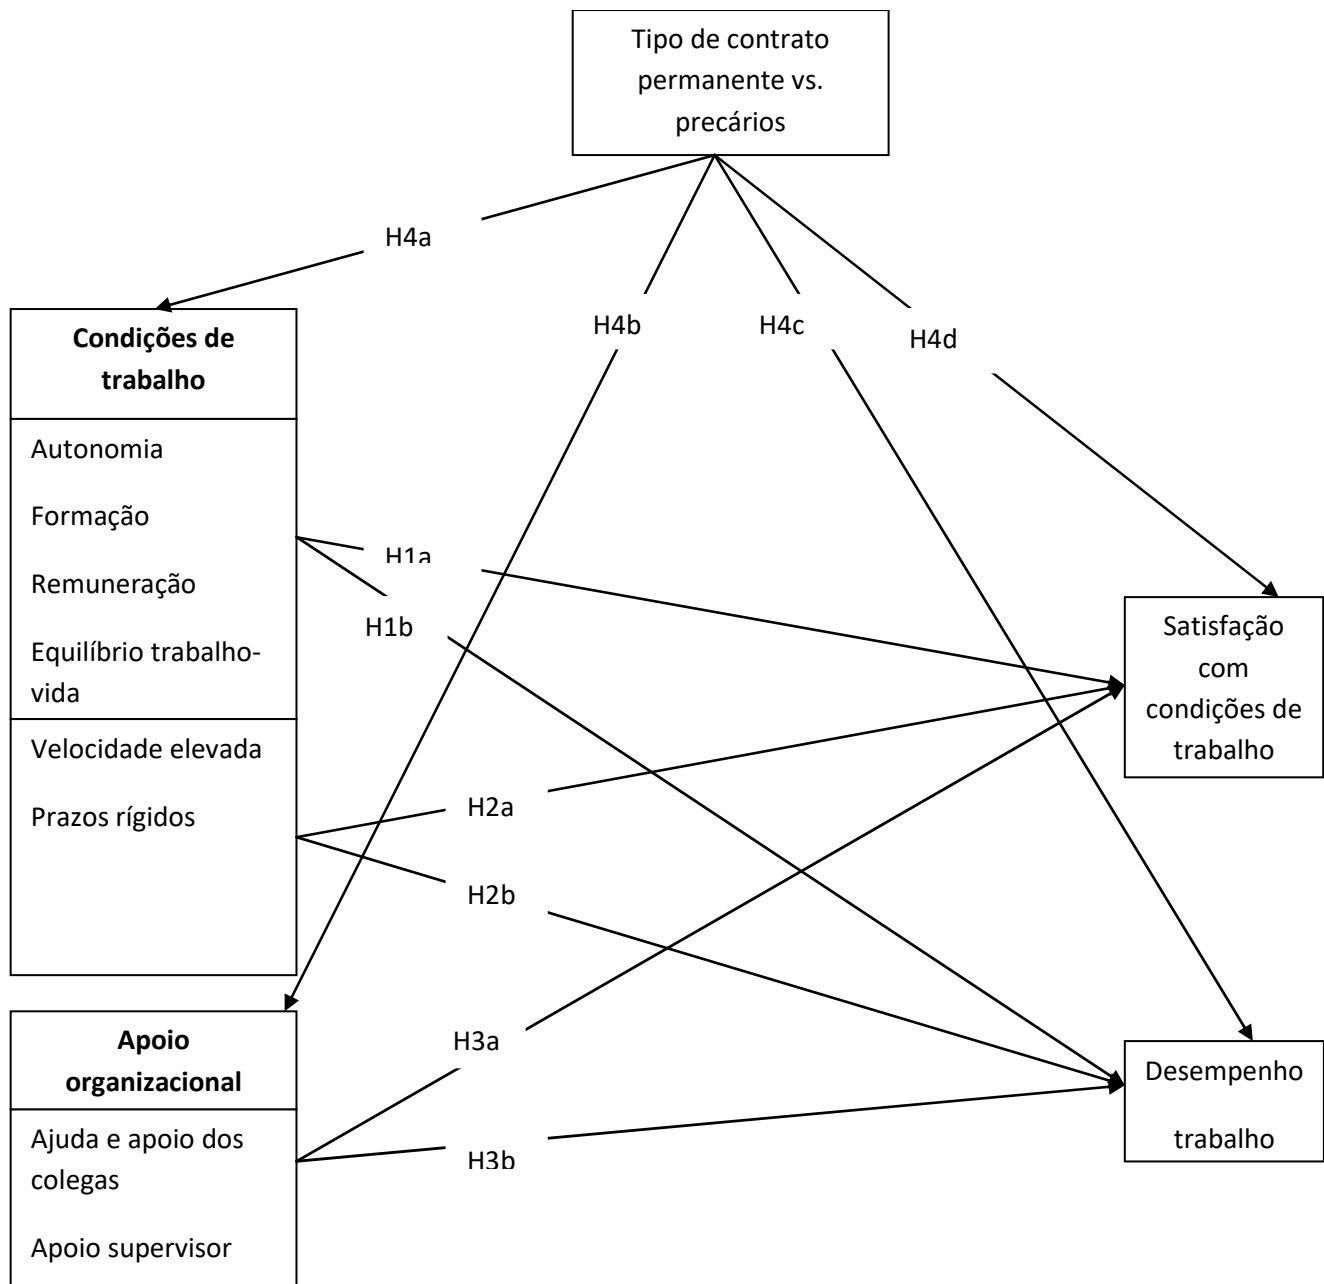 Tipo de contrato
permanente vs.
precários
H4a
H4b
H4c
H4d
Condições de
trabalho
Autonomia
Formação
Remuneração
Equilíbrio trabalho-
vida
Velocidade elevada
Prazos rígidos
H1a
H1b
H2a
H2b
Satisfação
com
condições de
trabalho
Apoio
organizacional
Ajuda e apoio dos
colegas
Apoio supervisor
H3a
H3b
Desempenho
trabalho